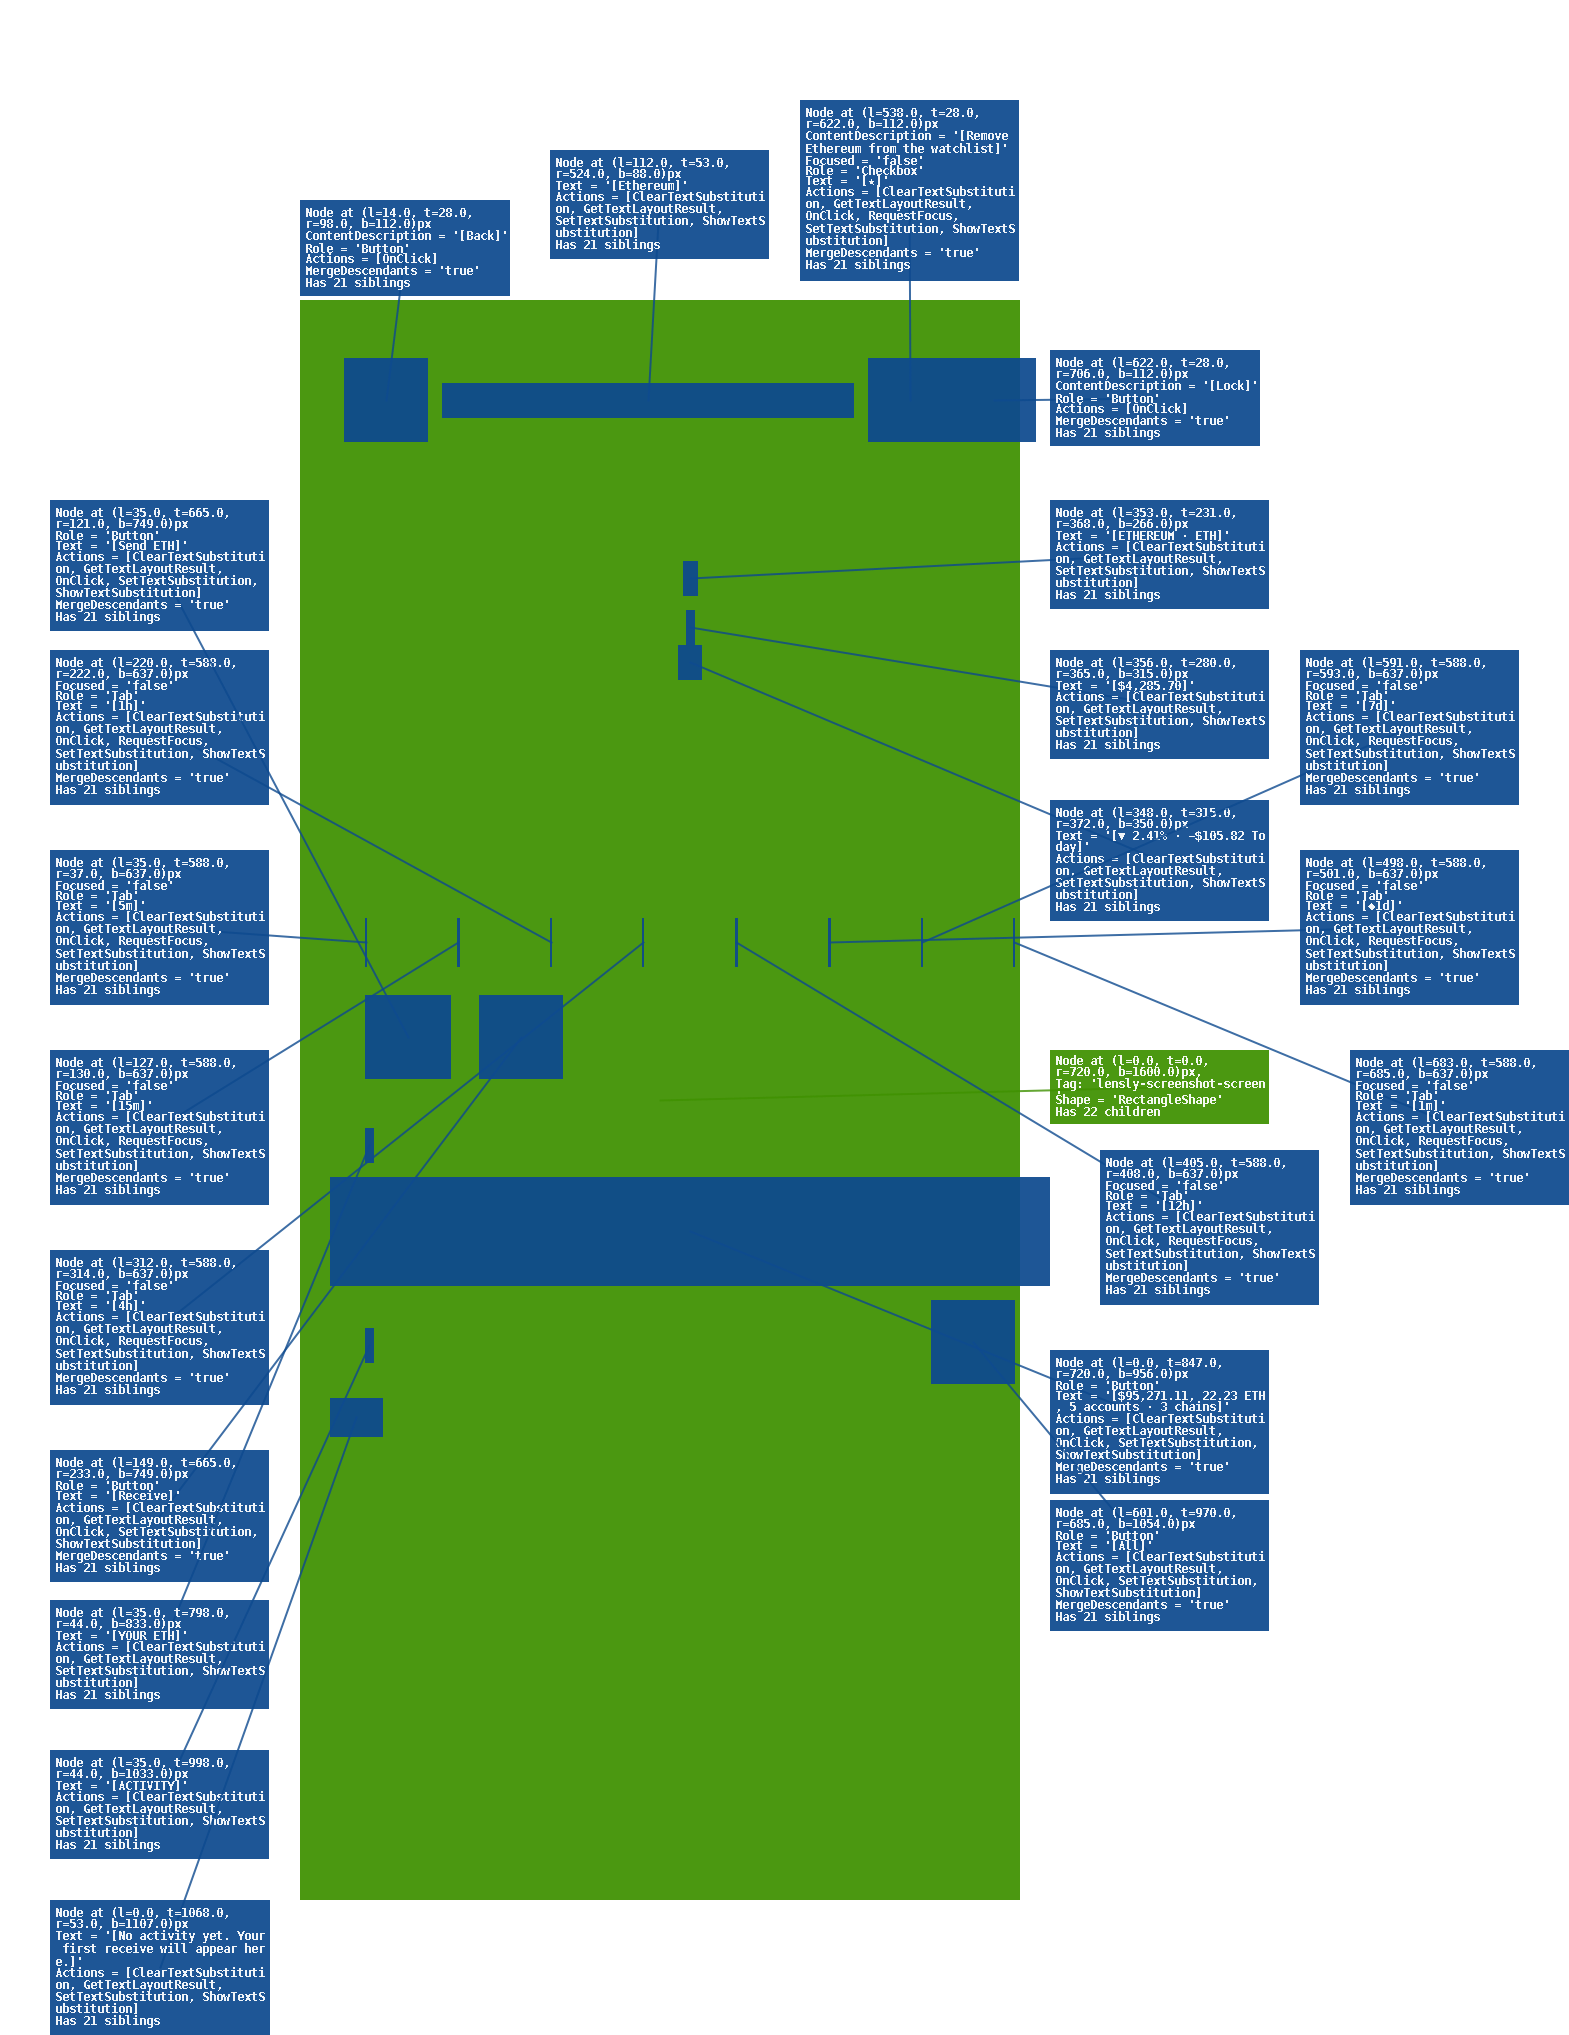 Node at (l=538.0, t=28.0,
r=622.0, b=112.0)px
ContentDescription = '[Remove
Ethereum from the watchlist]'
Focused = 'false'
Role = 'Checkbox'
Text = '[★]'
Actions = [ClearTextSubstituti
on, GetTextLayoutResult,
OnClick, RequestFocus,
SetTextSubstitution, ShowTextS
ubstitution]
MergeDescendants = 'true'
Has 21 siblings
Node at (l=112.0, t=53.0,
r=524.0, b=88.0)px
Text = '[Ethereum]'
Actions = [ClearTextSubstituti
on, GetTextLayoutResult,
SetTextSubstitution, ShowTextS
ubstitution]
Has 21 siblings
Node at (l=14.0, t=28.0,
r=98.0, b=112.0)px
ContentDescription = '[Back]'
Role = 'Button'
Actions = [OnClick]
MergeDescendants = 'true'
Has 21 siblings
Node at (l=622.0, t=28.0,
r=706.0, b=112.0)px
ContentDescription = '[Lock]'
Role = 'Button'
Actions = [OnClick]
MergeDescendants = 'true'
Has 21 siblings
Node at (l=35.0, t=665.0,
r=121.0, b=749.0)px
Role = 'Button'
Text = '[Send ETH]'
Actions = [ClearTextSubstituti
on, GetTextLayoutResult,
OnClick, SetTextSubstitution,
ShowTextSubstitution]
MergeDescendants = 'true'
Has 21 siblings
Node at (l=353.0, t=231.0,
r=368.0, b=266.0)px
Text = '[ETHEREUM · ETH]'
Actions = [ClearTextSubstituti
on, GetTextLayoutResult,
SetTextSubstitution, ShowTextS
ubstitution]
Has 21 siblings
Node at (l=220.0, t=588.0,
r=222.0, b=637.0)px
Focused = 'false'
Role = 'Tab'
Text = '[1h]'
Actions = [ClearTextSubstituti
on, GetTextLayoutResult,
OnClick, RequestFocus,
SetTextSubstitution, ShowTextS
ubstitution]
MergeDescendants = 'true'
Has 21 siblings
Node at (l=356.0, t=280.0,
r=365.0, b=315.0)px
Text = '[$4,285.70]'
Actions = [ClearTextSubstituti
on, GetTextLayoutResult,
SetTextSubstitution, ShowTextS
ubstitution]
Has 21 siblings
Node at (l=591.0, t=588.0,
r=593.0, b=637.0)px
Focused = 'false'
Role = 'Tab'
Text = '[7d]'
Actions = [ClearTextSubstituti
on, GetTextLayoutResult,
OnClick, RequestFocus,
SetTextSubstitution, ShowTextS
ubstitution]
MergeDescendants = 'true'
Has 21 siblings
Node at (l=348.0, t=315.0,
r=372.0, b=350.0)px
Text = '[▼ 2.41% · −$105.82 To
day]'
Actions = [ClearTextSubstituti
on, GetTextLayoutResult,
SetTextSubstitution, ShowTextS
ubstitution]
Has 21 siblings
Node at (l=35.0, t=588.0,
r=37.0, b=637.0)px
Focused = 'false'
Role = 'Tab'
Text = '[5m]'
Actions = [ClearTextSubstituti
on, GetTextLayoutResult,
OnClick, RequestFocus,
SetTextSubstitution, ShowTextS
ubstitution]
MergeDescendants = 'true'
Has 21 siblings
Node at (l=498.0, t=588.0,
r=501.0, b=637.0)px
Focused = 'false'
Role = 'Tab'
Text = '[◆1d]'
Actions = [ClearTextSubstituti
on, GetTextLayoutResult,
OnClick, RequestFocus,
SetTextSubstitution, ShowTextS
ubstitution]
MergeDescendants = 'true'
Has 21 siblings
Node at (l=127.0, t=588.0,
r=130.0, b=637.0)px
Focused = 'false'
Role = 'Tab'
Text = '[15m]'
Actions = [ClearTextSubstituti
on, GetTextLayoutResult,
OnClick, RequestFocus,
SetTextSubstitution, ShowTextS
ubstitution]
MergeDescendants = 'true'
Has 21 siblings
Node at (l=0.0, t=0.0,
r=720.0, b=1600.0)px,
Tag: 'lensly-screenshot-screen
'
Shape = 'RectangleShape'
Has 22 children
Node at (l=683.0, t=588.0,
r=685.0, b=637.0)px
Focused = 'false'
Role = 'Tab'
Text = '[1m]'
Actions = [ClearTextSubstituti
on, GetTextLayoutResult,
OnClick, RequestFocus,
SetTextSubstitution, ShowTextS
ubstitution]
MergeDescendants = 'true'
Has 21 siblings
Node at (l=405.0, t=588.0,
r=408.0, b=637.0)px
Focused = 'false'
Role = 'Tab'
Text = '[12h]'
Actions = [ClearTextSubstituti
on, GetTextLayoutResult,
OnClick, RequestFocus,
SetTextSubstitution, ShowTextS
ubstitution]
MergeDescendants = 'true'
Has 21 siblings
Node at (l=312.0, t=588.0,
r=314.0, b=637.0)px
Focused = 'false'
Role = 'Tab'
Text = '[4h]'
Actions = [ClearTextSubstituti
on, GetTextLayoutResult,
OnClick, RequestFocus,
SetTextSubstitution, ShowTextS
ubstitution]
MergeDescendants = 'true'
Has 21 siblings
Node at (l=0.0, t=847.0,
r=720.0, b=956.0)px
Role = 'Button'
Text = '[$95,271.11, 22.23 ETH
, 5 accounts · 3 chains]'
Actions = [ClearTextSubstituti
on, GetTextLayoutResult,
OnClick, SetTextSubstitution,
ShowTextSubstitution]
MergeDescendants = 'true'
Has 21 siblings
Node at (l=149.0, t=665.0,
r=233.0, b=749.0)px
Role = 'Button'
Text = '[Receive]'
Actions = [ClearTextSubstituti
on, GetTextLayoutResult,
OnClick, SetTextSubstitution,
ShowTextSubstitution]
MergeDescendants = 'true'
Has 21 siblings
Node at (l=601.0, t=970.0,
r=685.0, b=1054.0)px
Role = 'Button'
Text = '[All]'
Actions = [ClearTextSubstituti
on, GetTextLayoutResult,
OnClick, SetTextSubstitution,
ShowTextSubstitution]
MergeDescendants = 'true'
Has 21 siblings
Node at (l=35.0, t=798.0,
r=44.0, b=833.0)px
Text = '[YOUR ETH]'
Actions = [ClearTextSubstituti
on, GetTextLayoutResult,
SetTextSubstitution, ShowTextS
ubstitution]
Has 21 siblings
Node at (l=35.0, t=998.0,
r=44.0, b=1033.0)px
Text = '[ACTIVITY]'
Actions = [ClearTextSubstituti
on, GetTextLayoutResult,
SetTextSubstitution, ShowTextS
ubstitution]
Has 21 siblings
Node at (l=0.0, t=1068.0,
r=53.0, b=1107.0)px
Text = '[No activity yet. Your
first receive will appear her
e.]'
Actions = [ClearTextSubstituti
on, GetTextLayoutResult,
SetTextSubstitution, ShowTextS
ubstitution]
Has 21 siblings